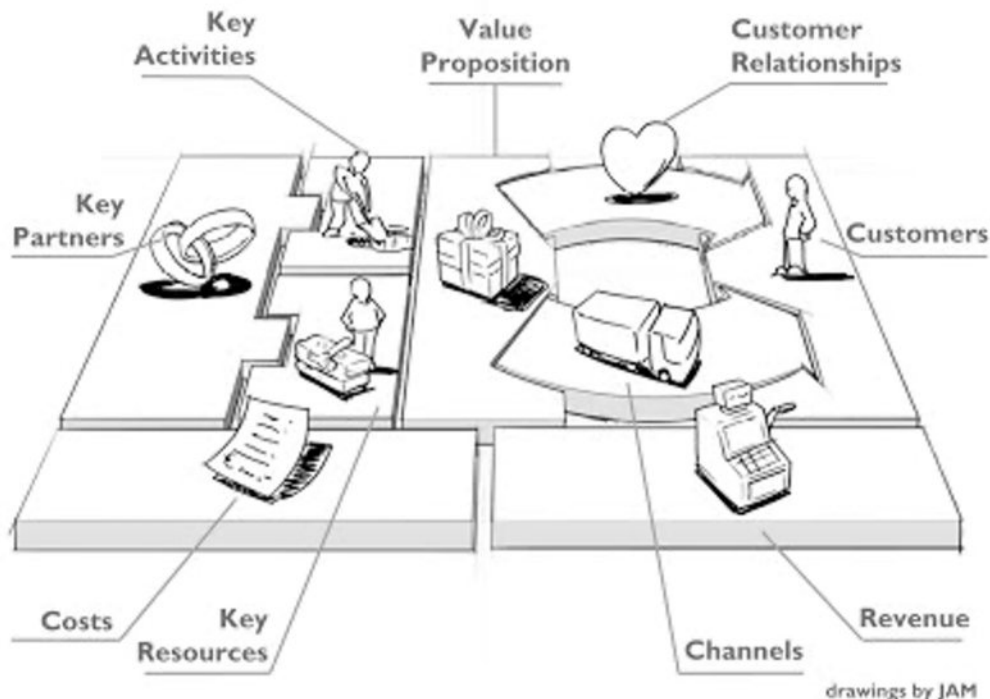 Key
Activities
Value
Proposition
Customer
Relationships
Key
Partners
Customers
Costs
Key
Resources
Channels
Revenue
drawings by JAM